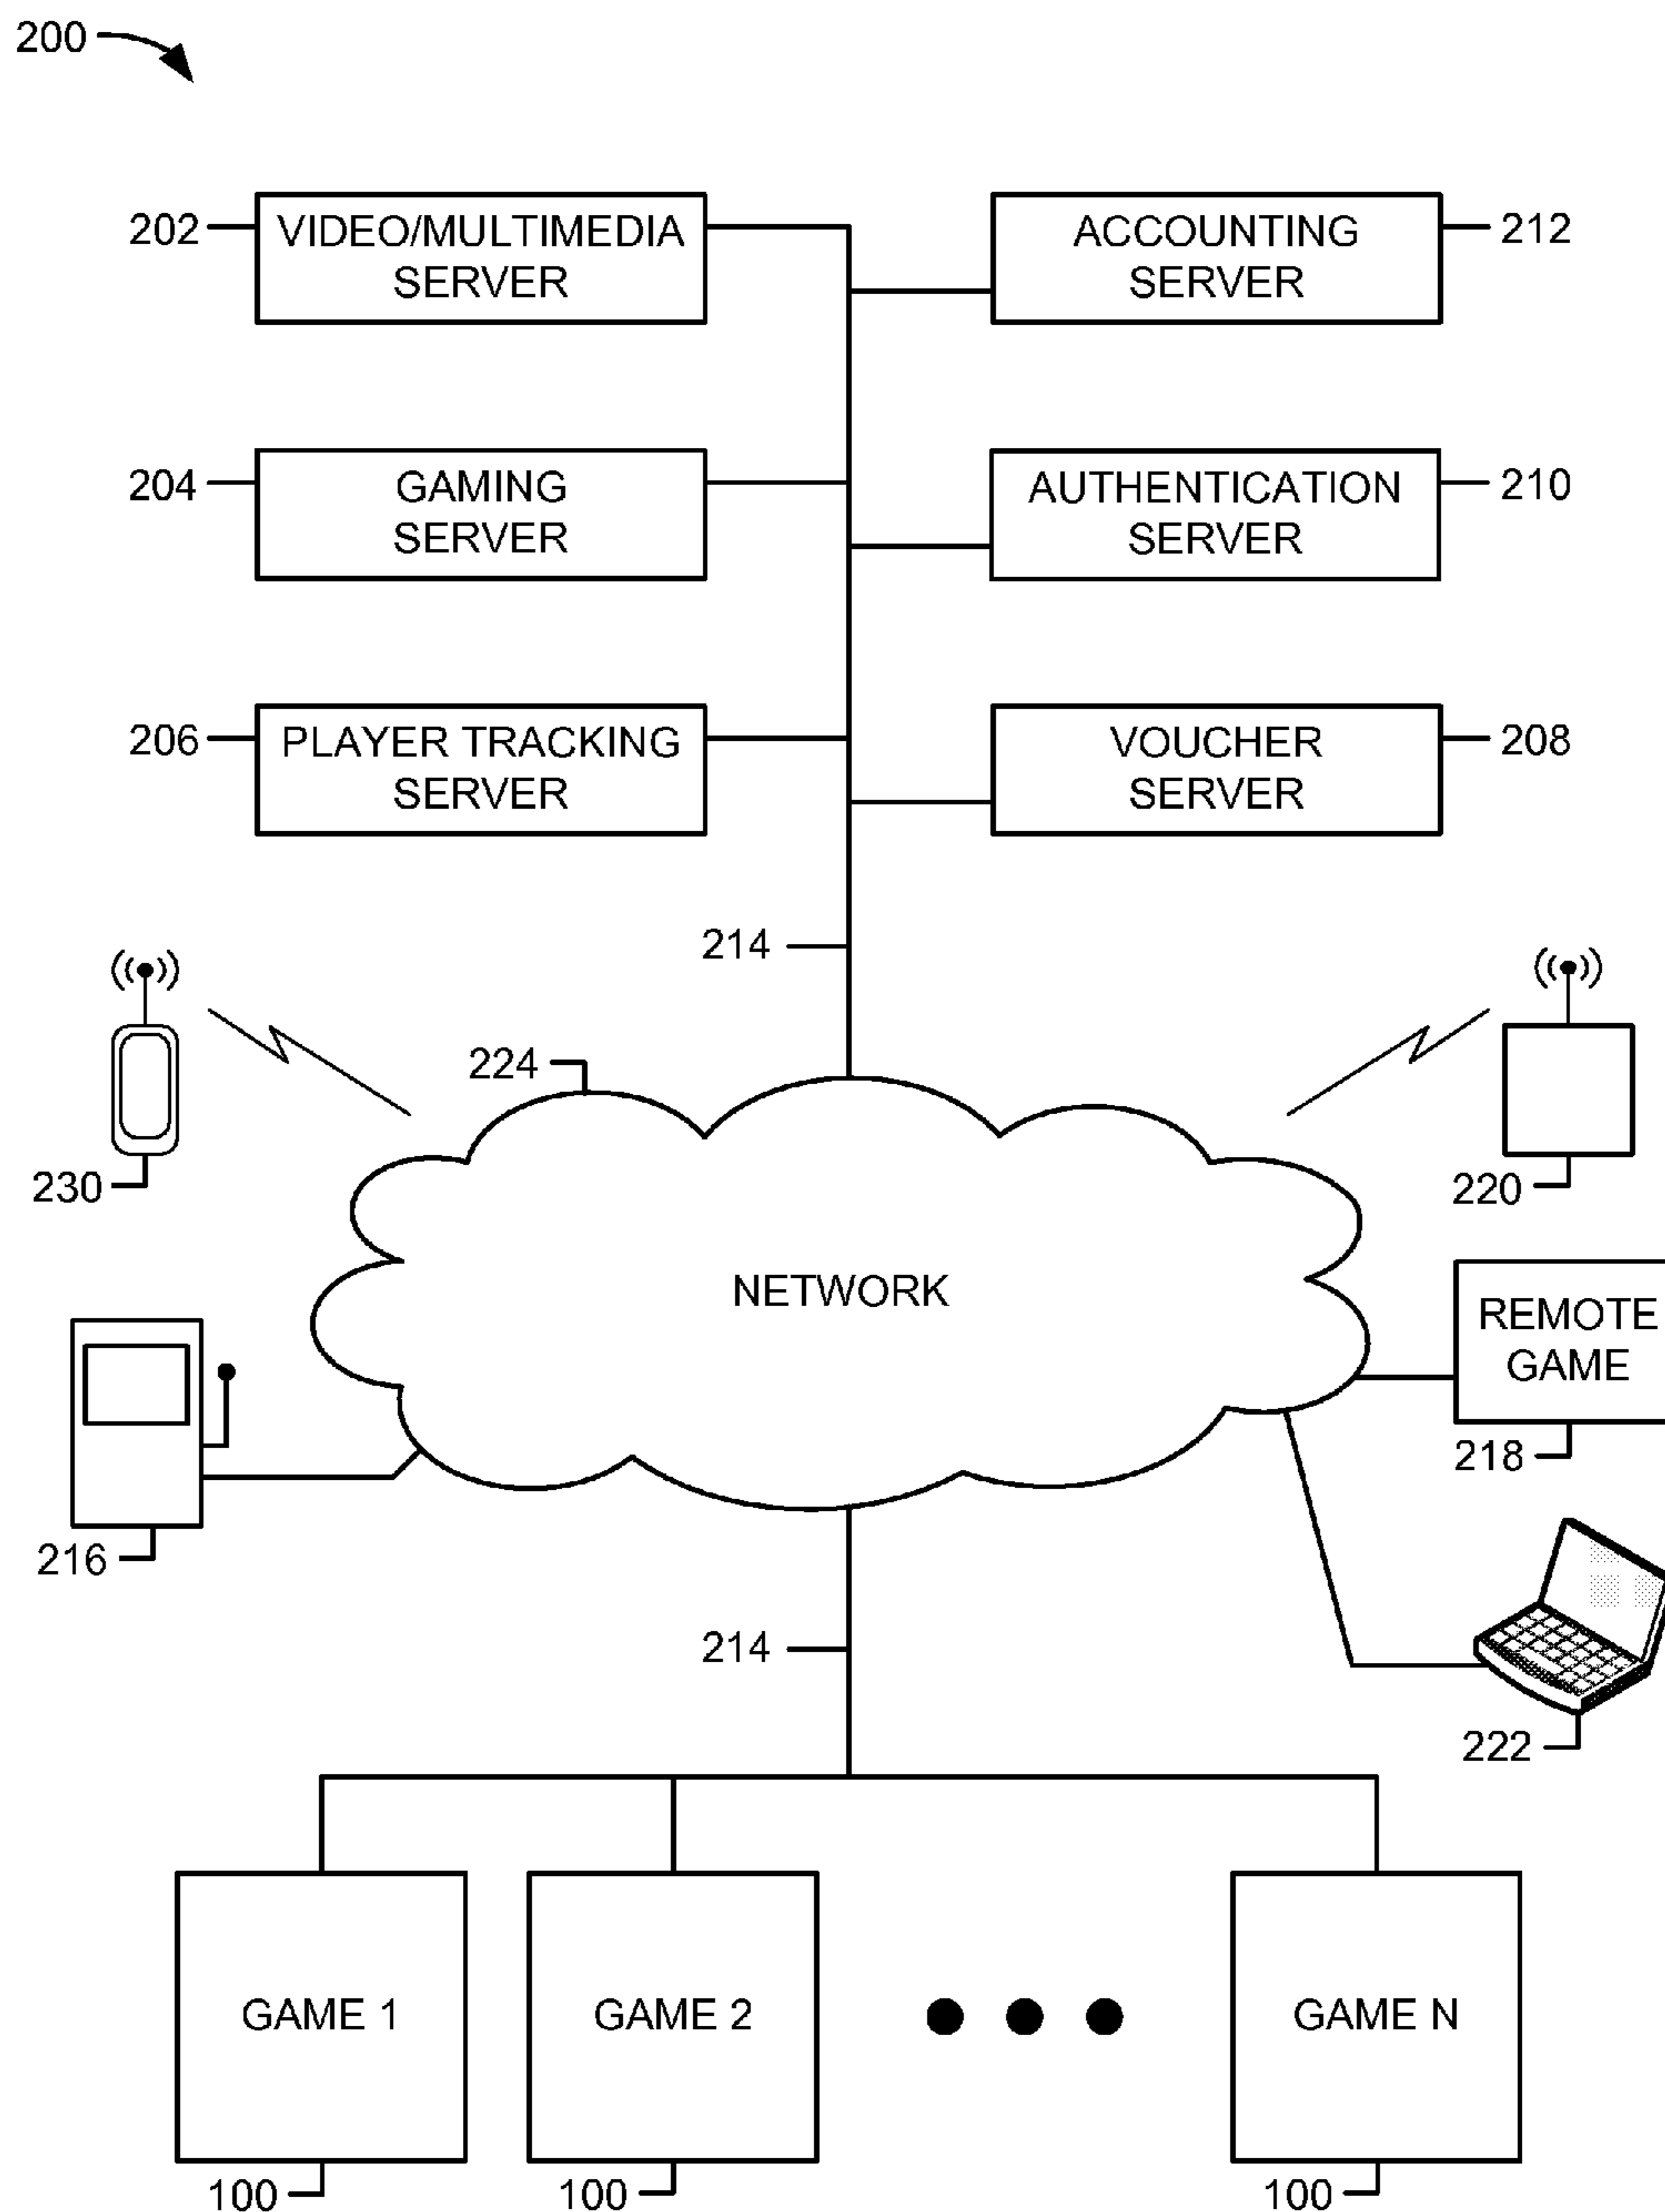 200
202
VIDEO/MULTIMEDIA
SERVER
ACCOUNTING
SERVER
212
204
GAMING
SERVER
AUTHENTICATION
SERVER
210
206
PLAYER TRACKING
SERVER
VOUCHER
SERVER
208
214
224
230
220
NETWORK
REMOTE
GAME
218
216
214
222
GAME 1
GAME 2
GAME N
100
100
100